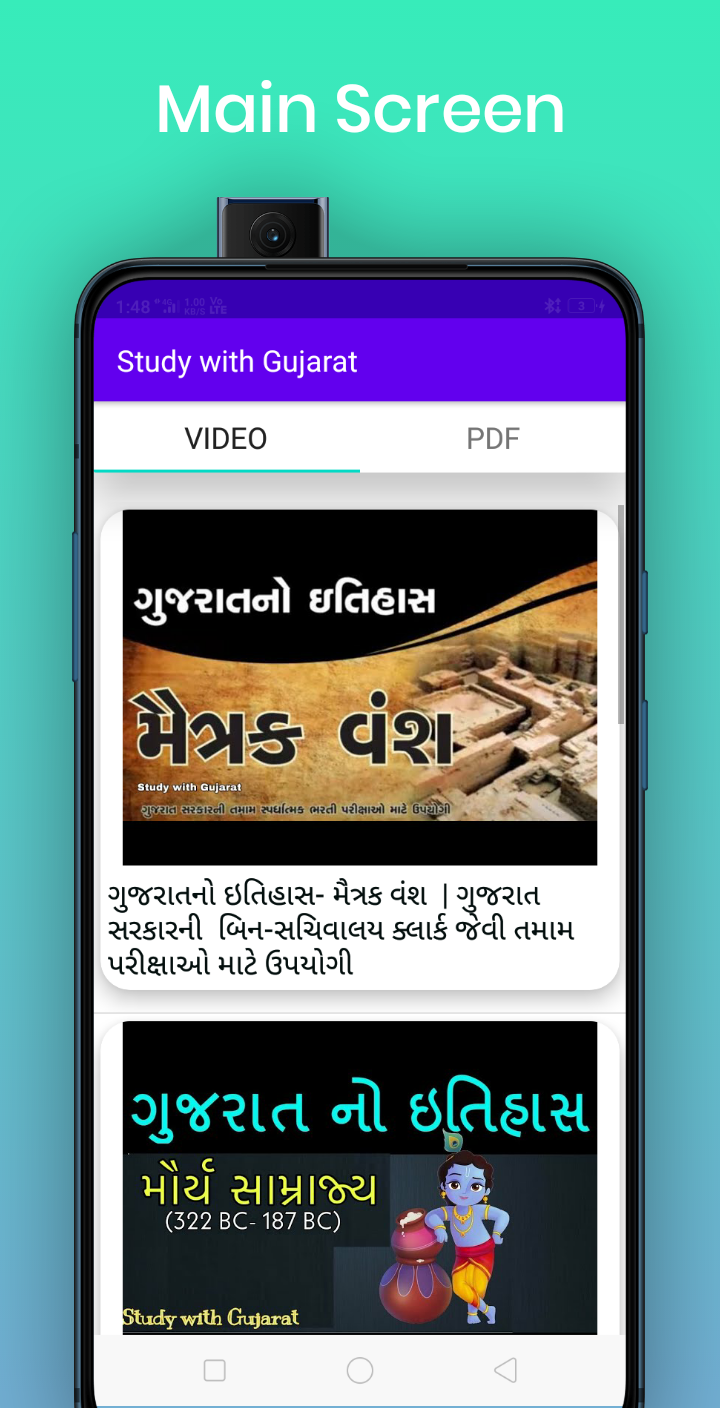 Main Screen
1:48 4G 1.00 KB/S Vo LTE 3
Study with Gujarat
VIDEO PDF
ગુજરાતનો ઇતિહાસ
મૈત્રક વંશ
Study with Gujarat
ગુજરાત સરકારની તમામ સ્પર્ધાત્મક ભરતી પરીક્ષાઓ માટે ઉપયોગી
ગુજરાતનો ઇતિહાસ- મૈત્રક વંશ | ગુજરાત
સરકારની બિન-સચિવાલય ક્લાર્ક જેવી તમામ
પરીક્ષાઓ માટે ઉપયોગી
ગુજરાત નો ઇતિહાસ
મૌર્ય સામ્રાજ્ય
(322 BC- 187 BC)
Study with Gujarat